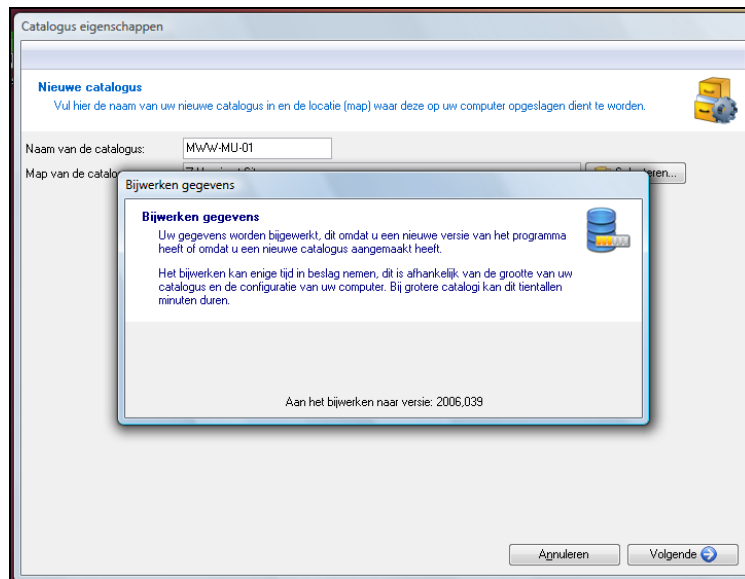 Catalogus eigenschappen
Nieuwe catalogus
Vul hier de naam van uw nieuwe catalogus in en de locatie (map) waar deze op uw computer opgeslagen dient te worden.
Naam van de catalogus: MWW-MU-01
Map van de catalo
Bijwerken gegevens
Bijwerken gegevens
Uw gegevens worden bijgewerkt, dit omdat u een nieuwe versie van het programma
heeft of omdat u een nieuwe catalogus aangemaakt heeft.
Het bijwerken kan enige tijd in beslag nemen, dit is afhankelijk van de grootte van uw
catalogus en de configuratie van uw computer. Bij grotere catalogi kan dit tientallen
minuten duren.
Aan het bijwerken naar versie: 2006,039
Annuleren Volgende